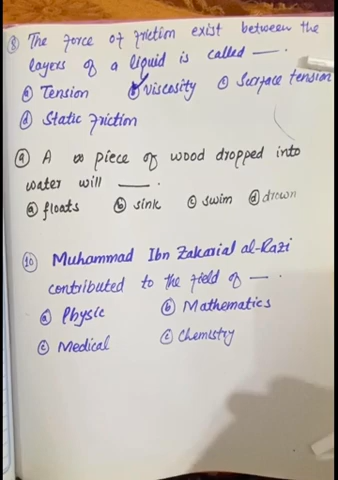 ⑧ The force of friction exist between the
layers of a liquid is called —.
ⓐ Tension ⓑ viscosity ⓒ Surface tension
ⓓ Static friction
⑨ A piece of wood dropped into
water will —.
ⓐ floats ⓑ sink ⓒ swim ⓓ drown
⑩ Muhammad Ibn Zakarial al-Razi
contributed to the field of —.
ⓐ Physic ⓑ Mathematics
ⓒ Medical ⓒ Chemistry